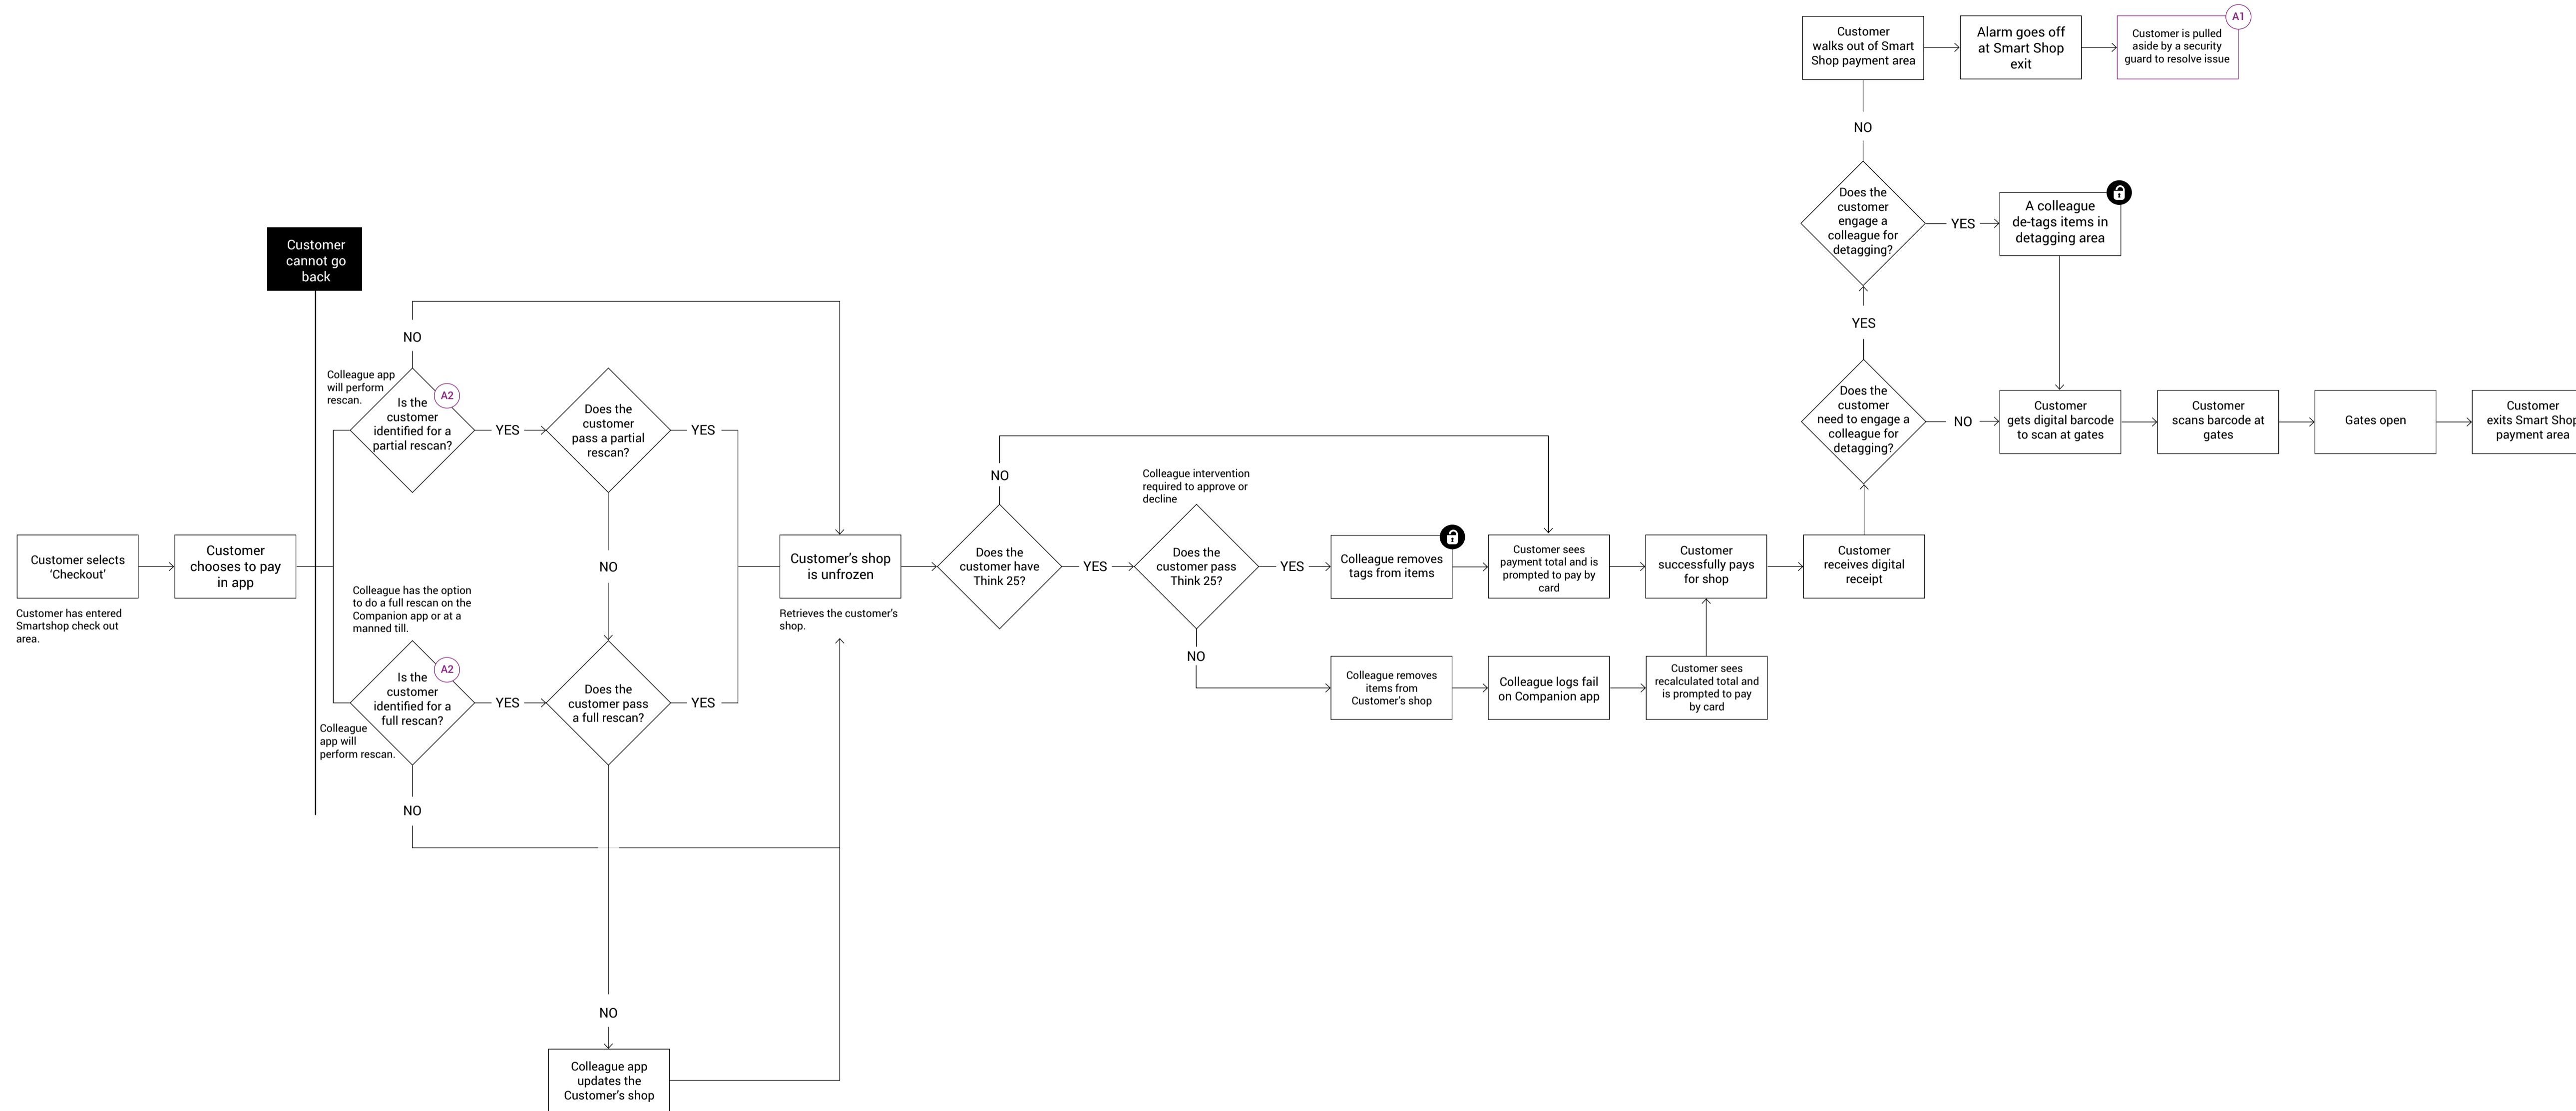 Customer
walks out of Smart
Shop payment area
Alarm goes off
at Smart Shop
exit
A1
Customer is pulled
aside by a security
guard to resolve issue
NO
Does the
customer
engage a
colleague for
detagging?
YES
A colleague
de-tags items in
detagging area
Customer
cannot go
back
YES
NO
Colleague app
will perform
rescan.
A2
Is the
customer
identified for a
partial rescan?
YES
Does the
customer
pass a partial
rescan?
YES
Does the
customer
need to engage a
colleague for
detagging?
NO
Customer
gets digital barcode
to scan at gates
Customer
scans barcode at
gates
Gates open
Customer
exits Smart Shop
payment area
NO
Colleague intervention
required to approve or
decline
Customer selects
‘Checkout’
Customer has entered
Smartshop check out
area.
Customer
chooses to pay
in app
NO
Customer’s shop
is unfrozen
Retrieves the customer’s
shop.
Does the
customer have
Think 25?
YES
Does the
customer pass
Think 25?
YES
Colleague removes
tags from items
Customer sees
payment total and is
prompted to pay by
card
Customer
successfully pays
for shop
Customer
receives digital
receipt
Colleague has the option
to do a full rescan on the
Companion app or at a
manned till.
A2
Is the
customer
identified for a
full rescan?
YES
Does the
customer pass
a full rescan?
YES
Colleague
app will
perform rescan.
NO
Colleague removes
items from
Customer’s shop
Colleague logs fail
on Companion app
Customer sees
recalculated total and
is prompted to pay
by card
NO
NO
Colleague app
updates the
Customer’s shop